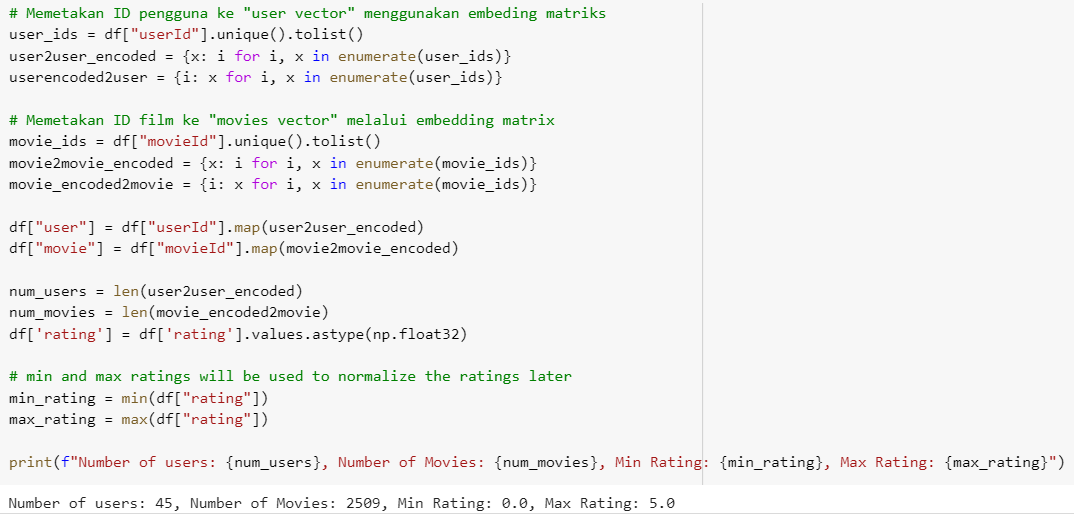 # Memetakan ID pengguna ke "user vector" menggunakan embeding matriks
user_ids = df["userId"].unique().tolist()
user2user_encoded = {x: i for i, x in enumerate(user_ids)}
userencoded2user = {i: x for i, x in enumerate(user_ids)}
# Memetakan ID film ke "movies vector" melalui embedding matrix
movie_ids = df["movieId"].unique().tolist()
movie2movie_encoded = {x: i for i, x in enumerate(movie_ids)}
movie_encoded2movie = {i: x for i, x in enumerate(movie_ids)}
df["user"] = df["userId"].map(user2user_encoded)
df["movie"] = df["movieId"].map(movie2movie_encoded)
num_users = len(user2user_encoded)
num_movies = len(movie_encoded2movie)
df['rating'] = df['rating'].values.astype(np.float32)
# min and max ratings will be used to normalize the ratings later
min_rating = min(df["rating"])
max_rating = max(df["rating"])
print(f"Number of users: {num_users}, Number of Movies: {num_movies}, Min Rating: {min_rating}, Max Rating: {max_rating}")
Number of users: 45, Number of Movies: 2509, Min Rating: 0.0, Max Rating: 5.0